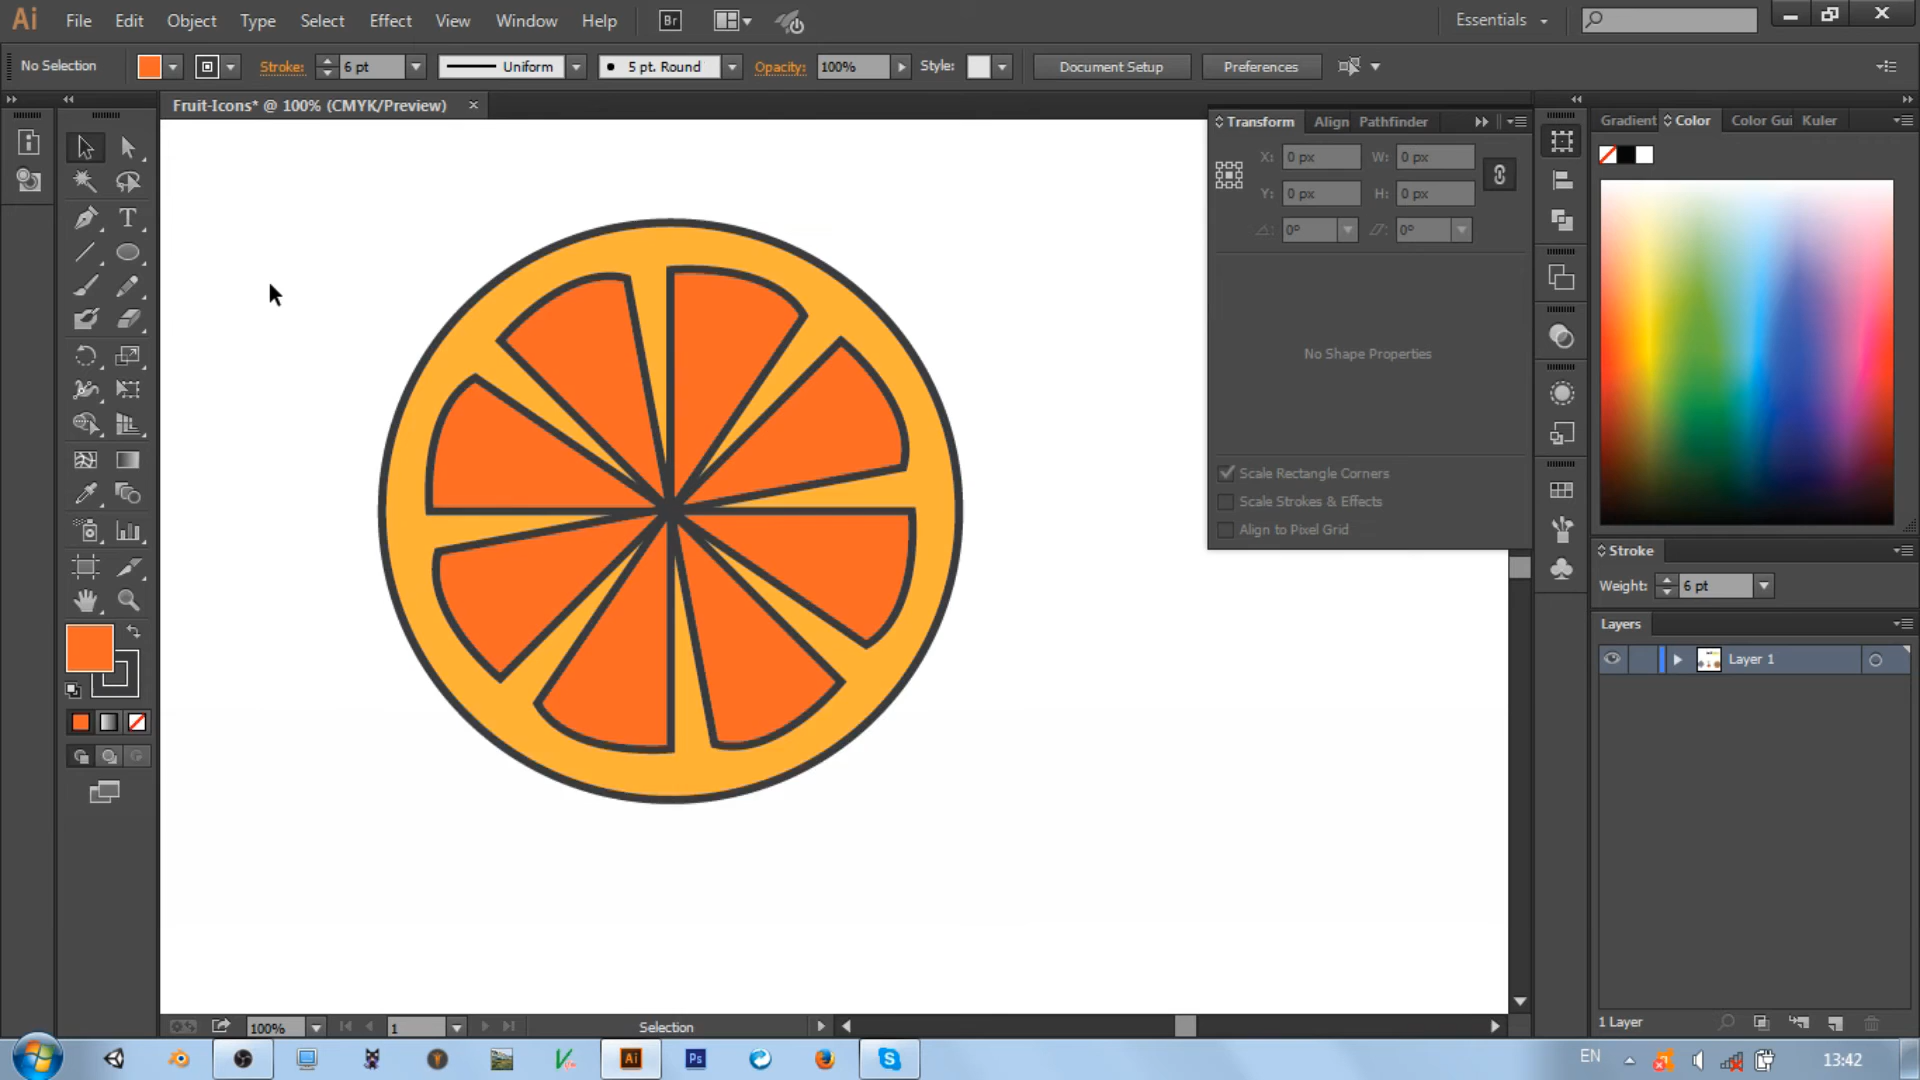 Ai File Edit Object Type Select Effect View Window Help Br Essentials
No Selection Stroke: 6 pt Uniform 5 pt. Round Opacity: 100% Style: Document Setup Preferences
Fruit-Icons* @ 100% (CMYK/Preview)
Transform Align Pathfinder
Gradient Color Color Gui Kuler
X: 0 px W: 0 px
Y: 0 px H: 0 px
0° 0°
No Shape Properties
Scale Rectangle Corners
Scale Strokes & Effects
Align to Pixel Grid
Stroke
Weight: 6 pt
Layers
Layer 1
1 Layer
100% 1 Selection
Ai Ps EN 13:42